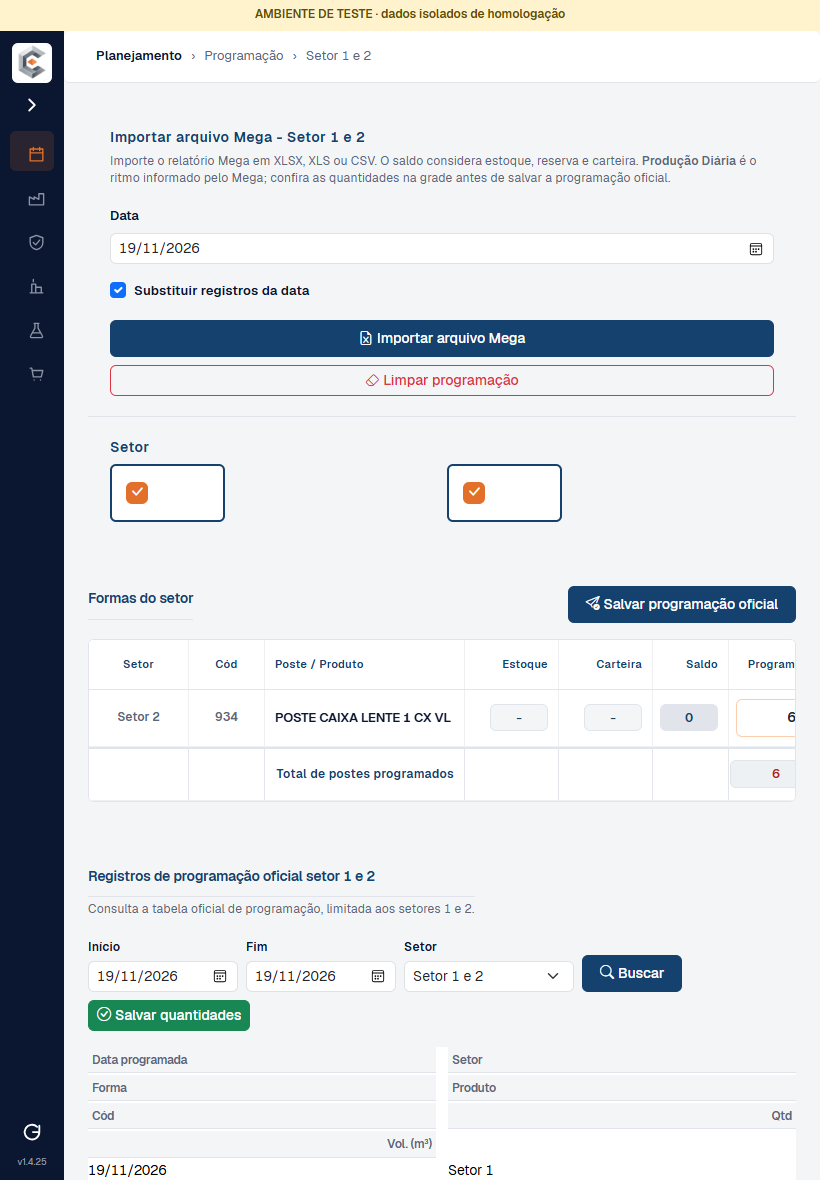 AMBIENTE DE TESTE · dados isolados de homologação
Planejamento › Programação › Setor 1 e 2
Importar arquivo Mega - Setor 1 e 2
Importe o relatório Mega em XLSX, XLS ou CSV. O saldo considera estoque, reserva e carteira. Produção Diária é o
ritmo informado pelo Mega; confira as quantidades na grade antes de salvar a programação oficial.
Data
19/11/2026
Substituir registros da data
Importar arquivo Mega
Limpar programação
Setor
Formas do setor
Salvar programação oficial
Setor Cód Poste / Produto Estoque Carteira Saldo Program
Setor 2 934 POSTE CAIXA LENTE 1 CX VL - - 0 6
Total de postes programados 6
Registros de programação oficial setor 1 e 2
Consulta a tabela oficial de programação, limitada aos setores 1 e 2.
Início Fim Setor
19/11/2026 19/11/2026 Setor 1 e 2 Buscar
Salvar quantidades
Data programada Setor
Forma Produto
Cód Qtd
Vol. (m³)
19/11/2026 Setor 1
v1.4.25